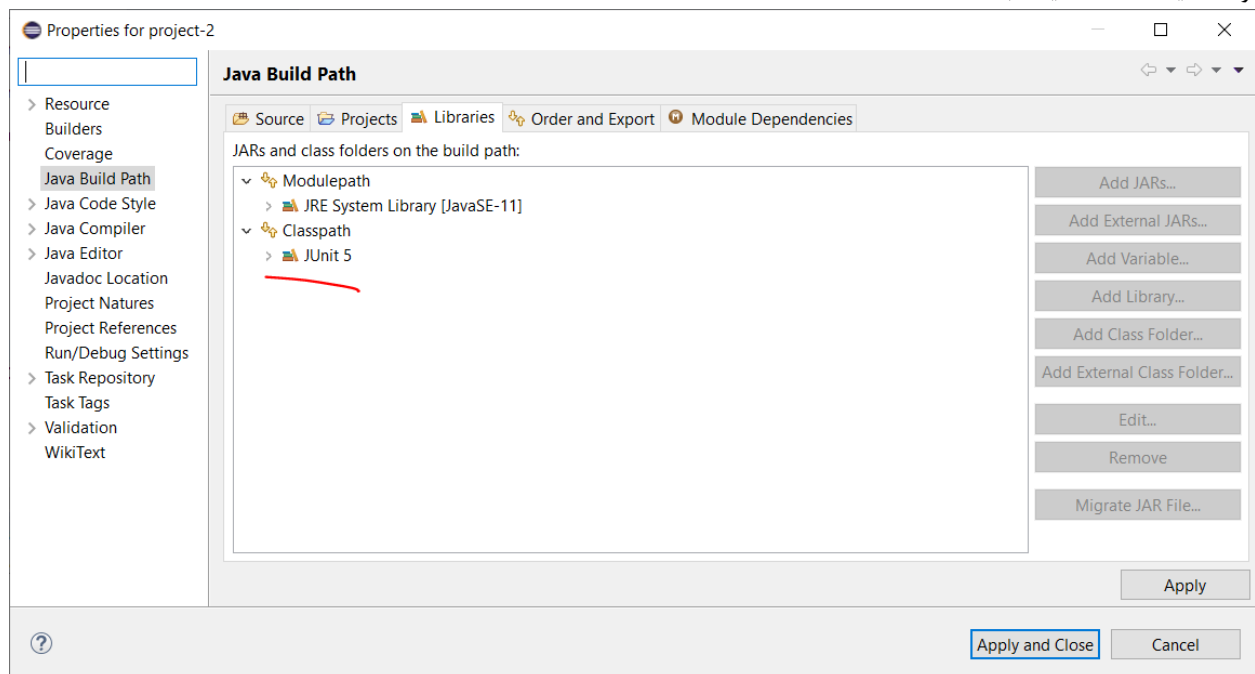 Properties for project-2
Java Build Path
Resource
Builders
Coverage
Java Build Path
Java Code Style
Java Compiler
Java Editor
Javadoc Location
Project Natures
Project References
Run/Debug Settings
Task Repository
Task Tags
Validation
WikiText
Source Projects Libraries Order and Export Module Dependencies
JARs and class folders on the build path:
Modulepath
JRE System Library [JavaSE-11]
Classpath
JUnit 5
Add JARs...
Add External JARs...
Add Variable...
Add Library...
Add Class Folder...
Add External Class Folder...
Edit...
Remove
Migrate JAR File...
Apply
?
Apply and Close Cancel